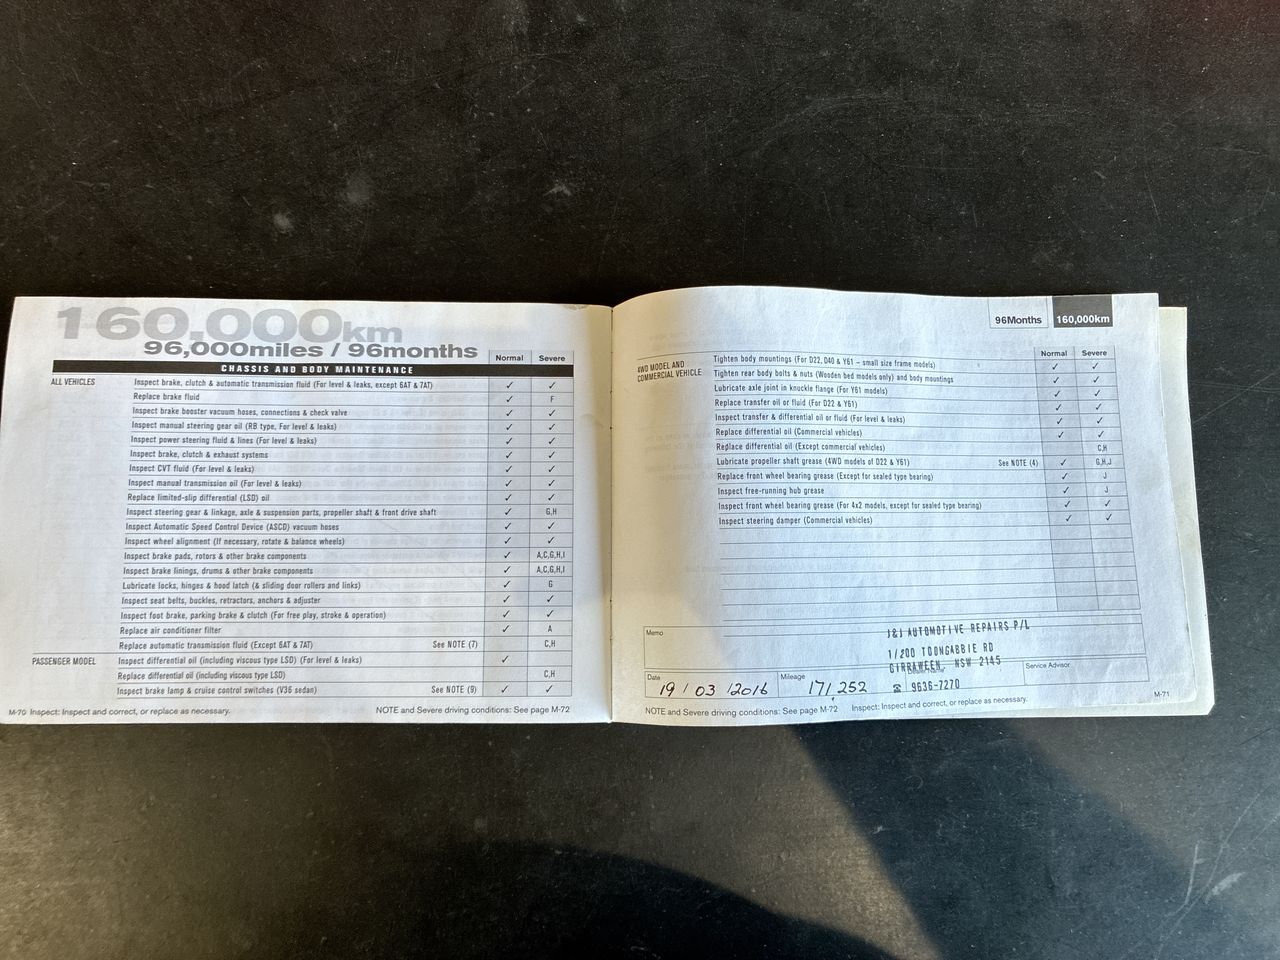 160,000km
96,000miles / 96months
Normal Severe
CHASSIS AND BODY MAINTENANCE
ALL VEHICLES Inspect brake, clutch & automatic transmission fluid (For level & leaks, except 6AT & 7AT) ✓ ✓
Replace brake fluid ✓ F
Inspect brake booster vacuum hoses, connections & check valve ✓ ✓
Inspect manual steering gear oil (RB type, For level & leaks) ✓ ✓
Inspect power steering fluid & lines (For level & leaks) ✓ ✓
Inspect brake, clutch & exhaust systems ✓ ✓
Inspect CVT fluid (For level & leaks) ✓ ✓
Inspect manual transmission oil (For level & leaks) ✓ ✓
Replace limited-slip differential (LSD) oil ✓ ✓
Inspect steering gear & linkage, axle & suspension parts, propeller shaft & front drive shaft ✓ G,H
Inspect Automatic Speed Control Device (ASCD) vacuum hoses ✓ ✓
Inspect wheel alignment (If necessary, rotate & balance wheels) ✓ ✓
Inspect brake pads, rotors & other brake components ✓ A,C,G,H,I
Inspect brake linings, drums & other brake components ✓ A,C,G,H,I
Lubricate locks, hinges & hood latch (& sliding door rollers and links) ✓ G
Inspect seat belts, buckles, retractors, anchors & adjuster ✓ ✓
Inspect foot brake, parking brake & clutch (For free play, stroke & operation) ✓ ✓
Replace air conditioner filter ✓ A
Replace automatic transmission fluid (Except 6AT & 7AT) See NOTE (7) C,H
PASSENGER MODEL Inspect differential oil (including viscous type LSD) (For level & leaks) ✓
Replace differential oil (including viscous type LSD) C,H
Inspect brake lamp & cruise control switches (V36 sedan) See NOTE (9) ✓ ✓
M-70 Inspect: Inspect and correct, or replace as necessary. NOTE and Severe driving conditions: See page M-72
96Months 160,000km
Normal Severe
4WD MODEL AND
COMMERCIAL VEHICLE
Tighten body mountings (For D22, D40 & Y61 – small size frame models) ✓ ✓
Tighten rear body bolts & nuts (Wooden bed models only) and body mountings ✓ ✓
Lubricate axle joint in knuckle flange (For Y61 models) ✓ ✓
Replace transfer oil or fluid (For D22 & Y61) ✓ ✓
Inspect transfer & differential oil or fluid (For level & leaks) ✓ ✓
Replace differential oil (Commercial vehicles) ✓ ✓
Replace differential oil (Except commercial vehicles) C,H
Lubricate propeller shaft grease (4WD models of D22 & Y61) See NOTE (4) ✓ G,H,J
Replace front wheel bearing grease (Except for sealed type bearing) ✓ J
Inspect free-running hub grease ✓ J
Inspect front wheel bearing grease (For 4x2 models, except for sealed type bearing) ✓ ✓
Inspect steering damper (Commercial vehicles) ✓ ✓
Memo
J&J AUTOMOTIVE REPAIRS P/L
1/200 TOONGABBIE RD
GIRRAWEEN, NSW 2145
☎ 9636-7270
Date 19 / 03 / 2016 Mileage 171,252 Service Advisor
NOTE and Severe driving conditions: See page M-72 Inspect: Inspect and correct, or replace as necessary. M-71